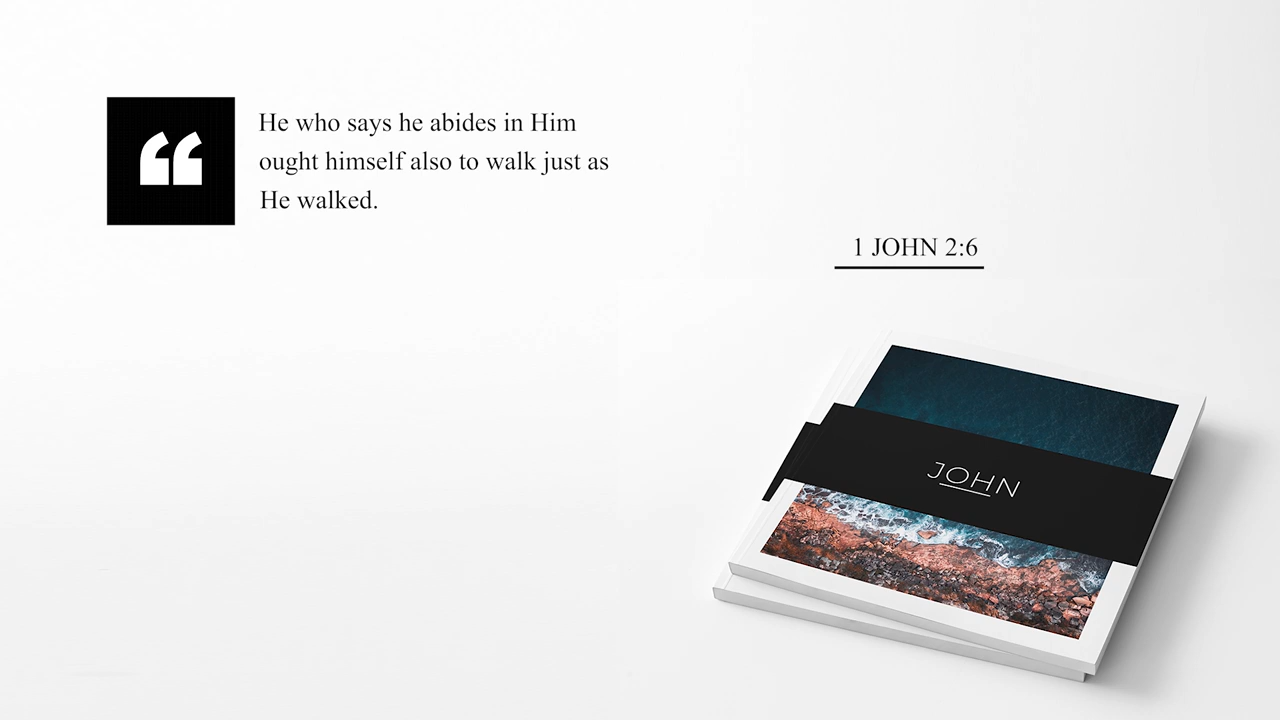 He who says he abides in Him
ought himself also to walk just as
He walked.
1 JOHN 2:6
JOHN